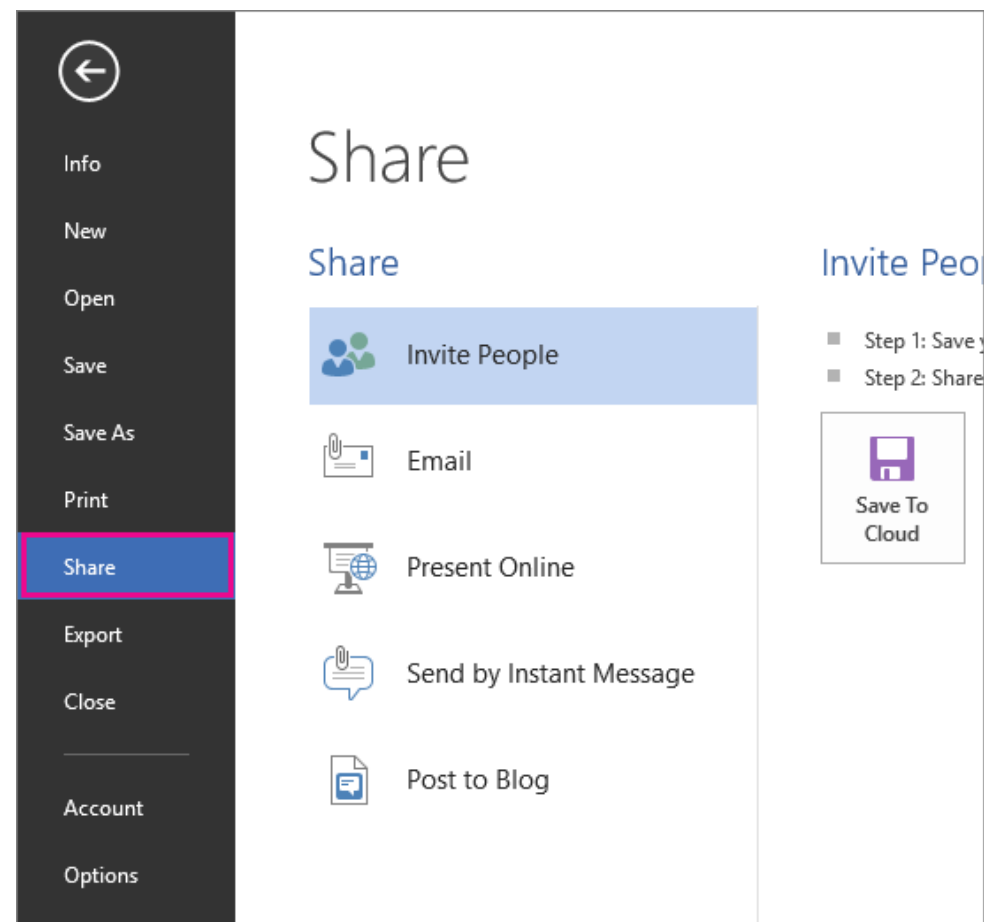 Info
New
Open
Save
Save As
Print
Share
Export
Close
Account
Options
Share
Share
Invite People
Email
Present Online
Send by Instant Message
Post to Blog
Invite
Step 1: Save
Step 2: Share
Save To
Cloud